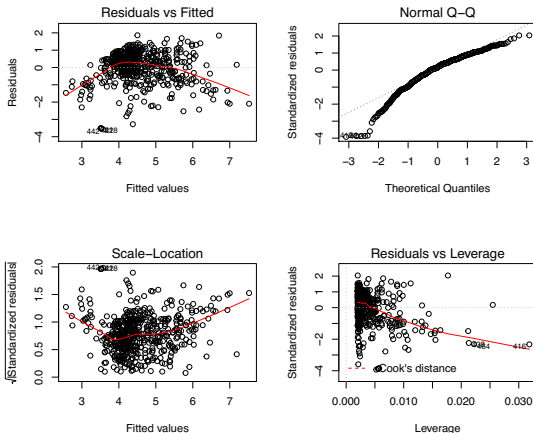 Residuals vs Fitted
Residuals
2
1
0
−2
−4
442
428
3 4 5 6 7
Fitted values
Normal Q−Q
Standardized residuals
2
1
0
−2
−4
−3 −2 −1 0 1 2 3
Theoretical Quantiles
Scale−Location
√|Standardized residuals|
2.0
1.5
1.0
0.5
0.0
442
428
3 4 5 6 7
Fitted values
Residuals vs Leverage
Standardized residuals
2
1
0
−2
−4
416
Cook's distance
0.000 0.010 0.020 0.030
Leverage